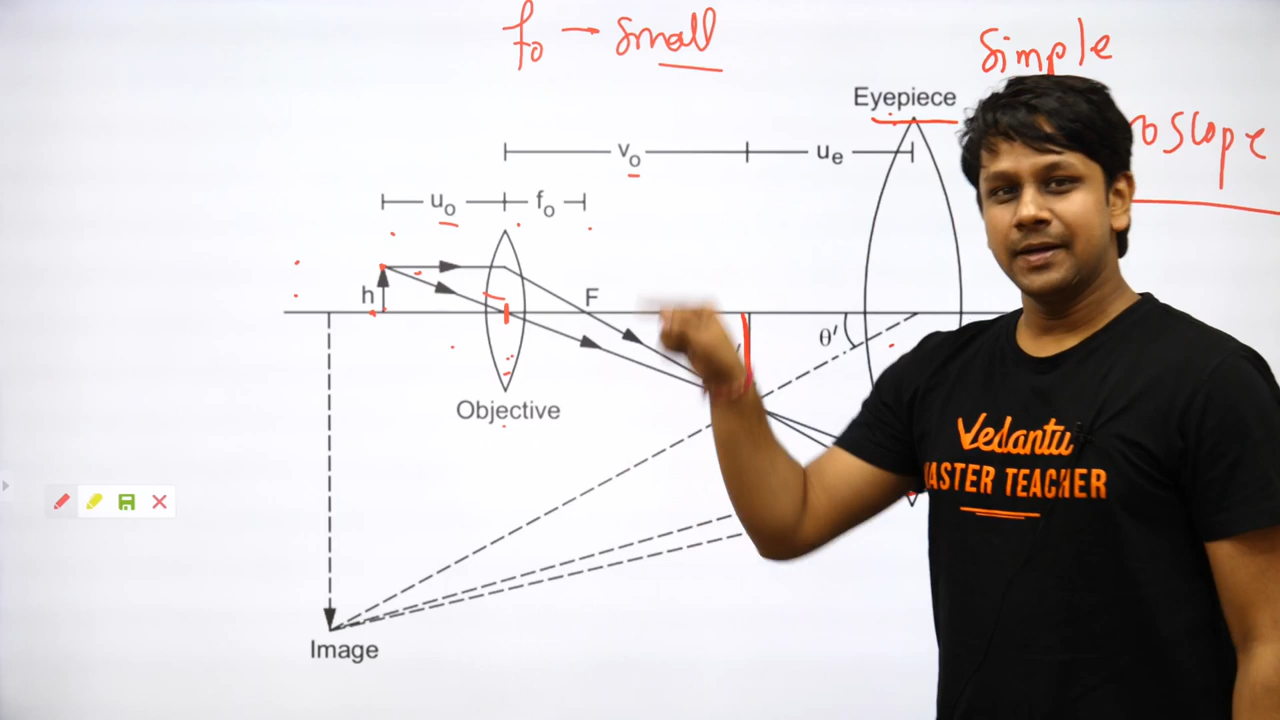 fo → small
Simple
roscope
Eyepiece
vo
ue
uo
fo
h
F
θ′
Objective
Vedantu
MASTER TEACHER
Image